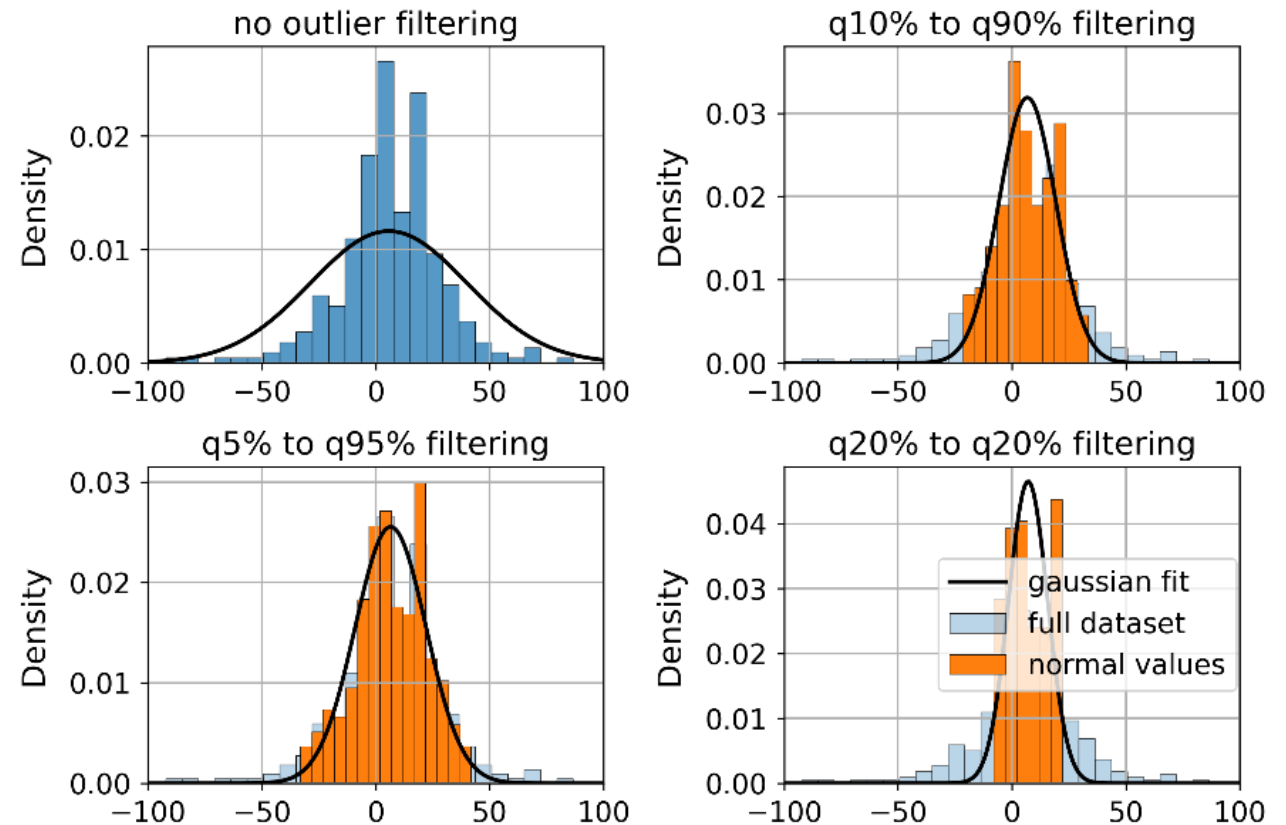 no outlier filtering
Density
0.02
0.01
0.00
−100 −50 0 50 100
q10% to q90% filtering
Density
0.03
0.02
0.01
0.00
−100 −50 0 50 100
q5% to q95% filtering
Density
0.03
0.02
0.01
0.00
−100 −50 0 50 100
q20% to q20% filtering
Density
0.04
0.03
0.02
0.01
0.00
gaussian fit
full dataset
normal values
−100 −50 0 50 100